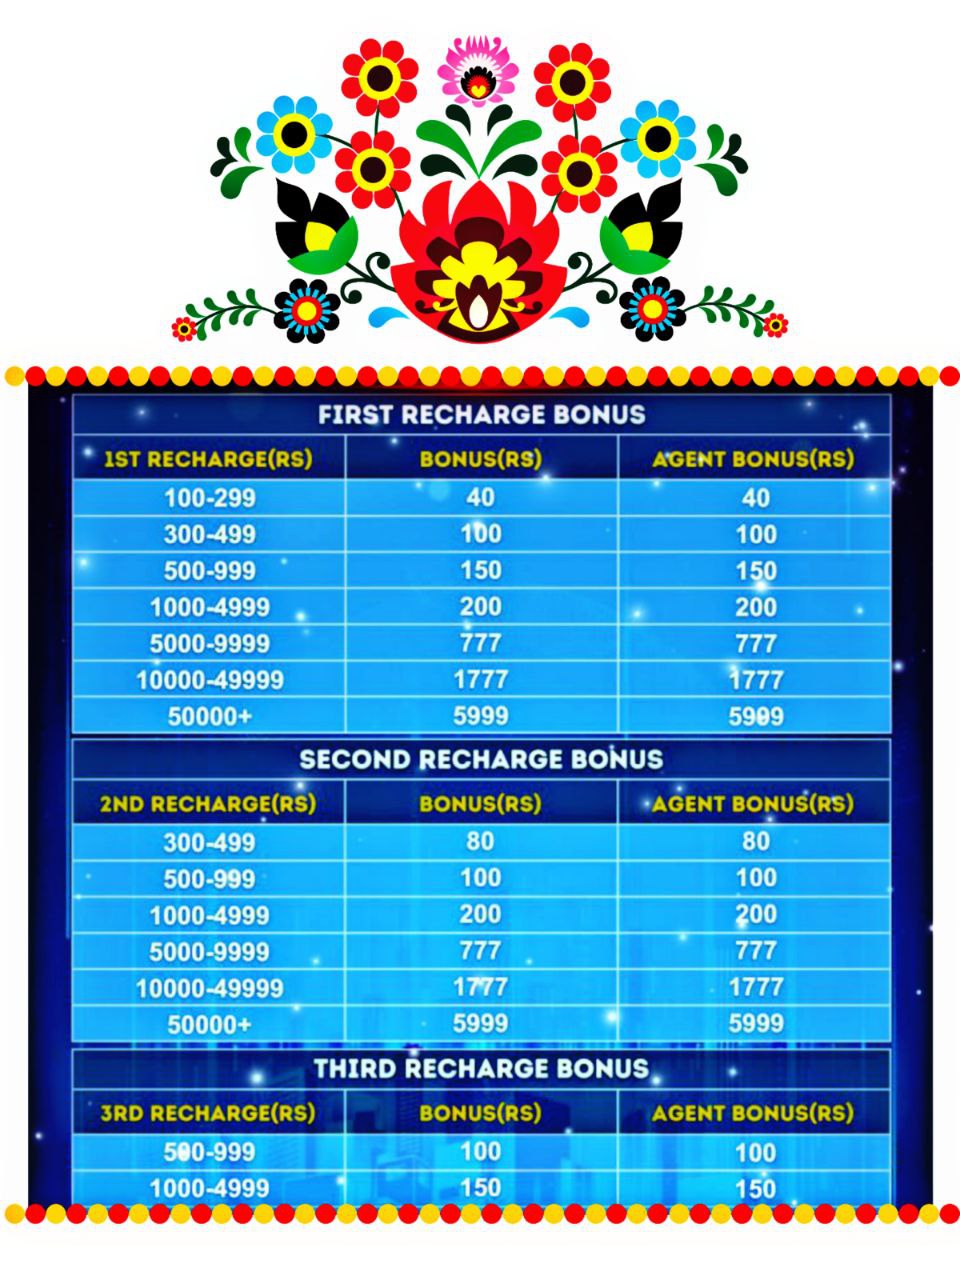 FIRST RECHARGE BONUS
1ST RECHARGE(RS) BONUS(RS) AGENT BONUS(RS)
100-299 40 40
300-499 100 100
500-999 150 150
1000-4999 200 200
5000-9999 777 777
10000-49999 1777 1777
50000+ 5999 5999
SECOND RECHARGE BONUS
2ND RECHARGE(RS) BONUS(RS) AGENT BONUS(RS)
300-499 80 80
500-999 100 100
1000-4999 200 200
5000-9999 777 777
10000-49999 1777 1777
50000+ 5999 5999
THIRD RECHARGE BONUS
3RD RECHARGE(RS) BONUS(RS) AGENT BONUS(RS)
500-999 100 100
1000-4999 150 150